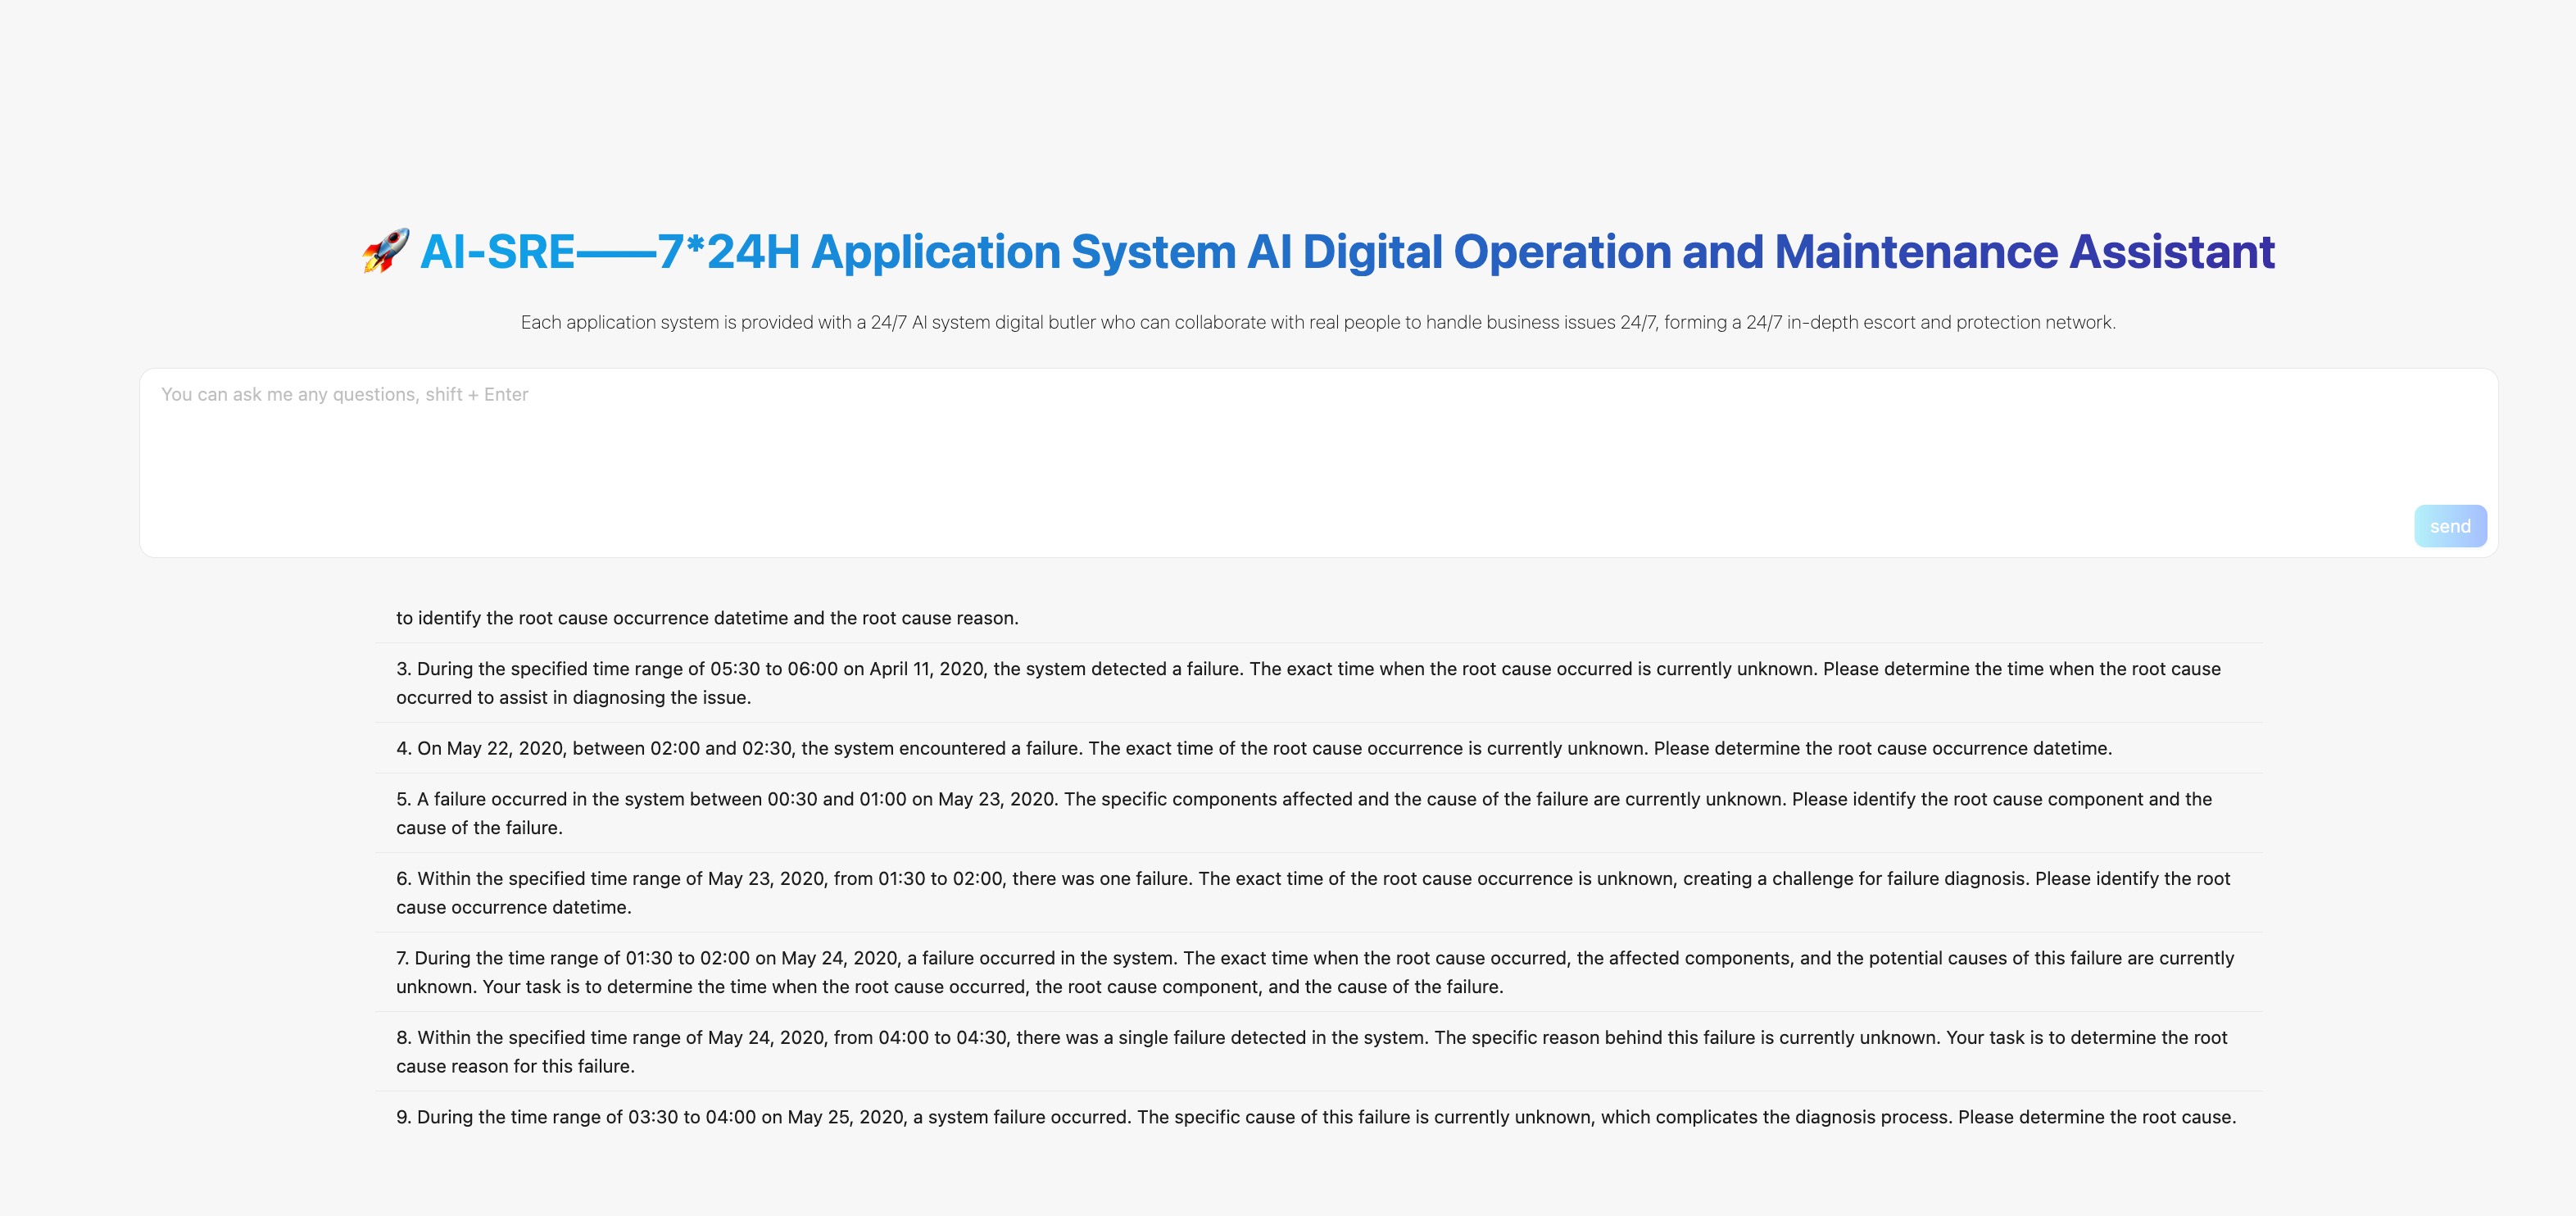 🚀 AI-SRE——7*24H Application System AI Digital Operation and Maintenance Assistant
Each application system is provided with a 24/7 AI system digital butler who can collaborate with real people to handle business issues 24/7, forming a 24/7 in-depth escort and protection network.
You can ask me any questions, shift + Enter
send
to identify the root cause occurrence datetime and the root cause reason.
3. During the specified time range of 05:30 to 06:00 on April 11, 2020, the system detected a failure. The exact time when the root cause occurred is currently unknown. Please determine the time when the root cause
occurred to assist in diagnosing the issue.
4. On May 22, 2020, between 02:00 and 02:30, the system encountered a failure. The exact time of the root cause occurrence is currently unknown. Please determine the root cause occurrence datetime.
5. A failure occurred in the system between 00:30 and 01:00 on May 23, 2020. The specific components affected and the cause of the failure are currently unknown. Please identify the root cause component and the
cause of the failure.
6. Within the specified time range of May 23, 2020, from 01:30 to 02:00, there was one failure. The exact time of the root cause occurrence is unknown, creating a challenge for failure diagnosis. Please identify the root
cause occurrence datetime.
7. During the time range of 01:30 to 02:00 on May 24, 2020, a failure occurred in the system. The exact time when the root cause occurred, the affected components, and the potential causes of this failure are currently
unknown. Your task is to determine the time when the root cause occurred, the root cause component, and the cause of the failure.
8. Within the specified time range of May 24, 2020, from 04:00 to 04:30, there was a single failure detected in the system. The specific reason behind this failure is currently unknown. Your task is to determine the root
cause reason for this failure.
9. During the time range of 03:30 to 04:00 on May 25, 2020, a system failure occurred. The specific cause of this failure is currently unknown, which complicates the diagnosis process. Please determine the root cause.